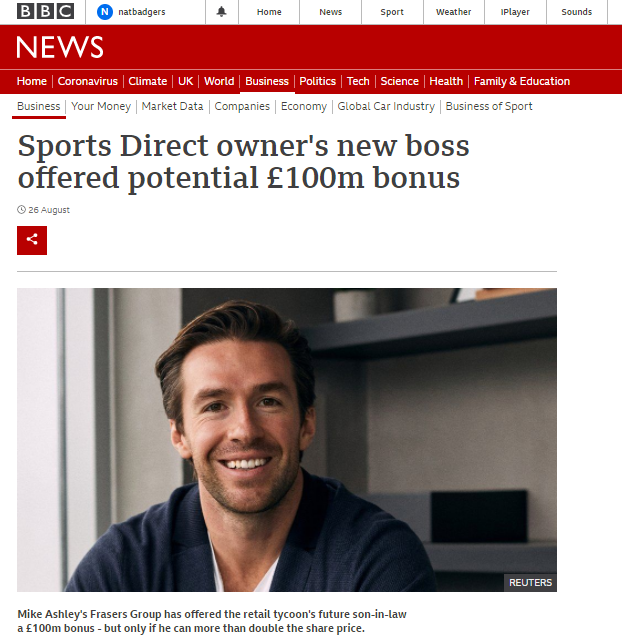 BBC N natbadgers Home News Sport Weather iPlayer Sounds
NEWS
Home Coronavirus Climate UK World Business Politics Tech Science Health Family & Education
Business Your Money Market Data Companies Economy Global Car Industry Business of Sport
Sports Direct owner's new boss
offered potential £100m bonus
26 August
REUTERS
Mike Ashley's Frasers Group has offered the retail tycoon's future son-in-law
a £100m bonus - but only if he can more than double the share price.